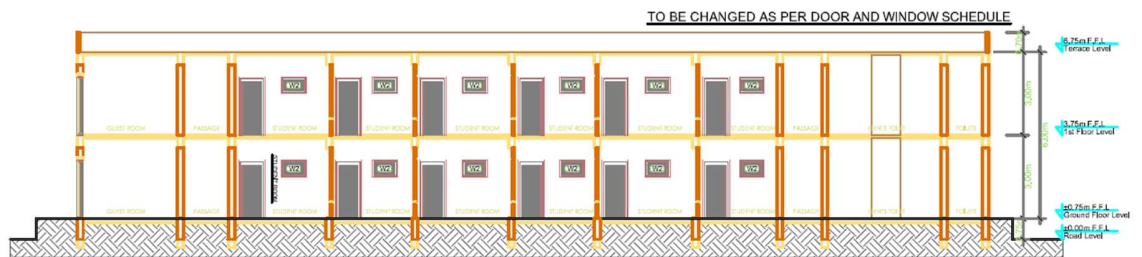 TO BE CHANGED AS PER DOOR AND WINDOW SCHEDULE
6,75m F.F.L
Terrace Level
3,00m
W2 W2 W2 W2 W2 W2
GUEST ROOM PASSAGE STUDENT ROOM STUDENT ROOM STUDENT ROOM STUDENT ROOM STUDENT ROOM STUDENT ROOM PASSAGE TOILETS
3,75m F.F.L
1st Floor Level
6,00m
STUDENT ROOM
W2 W2 W2 W2 W2 W2
3,00m
GUEST ROOM PASSAGE STUDENT ROOM STUDENT ROOM STUDENT ROOM STUDENT ROOM STUDENT ROOM STUDENT ROOM PASSAGE TOILETS
±0.75m F.F.L
Ground Floor Level
±0.00m F.F.L
Road Level